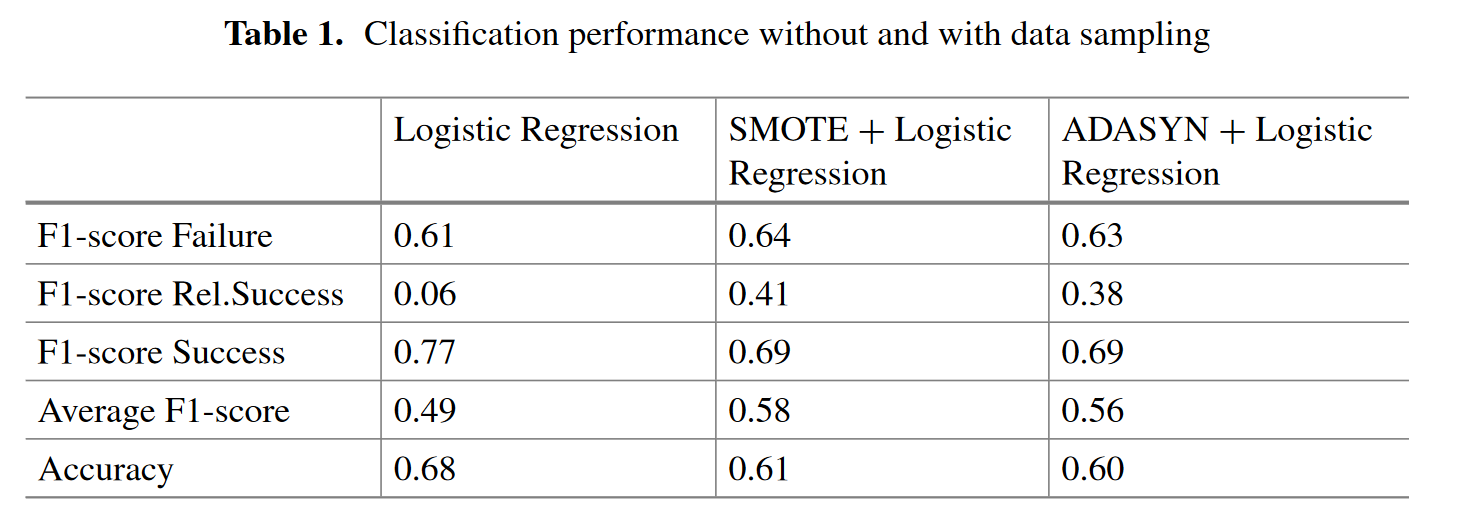 Table 1. Classification performance without and with data sampling
Logistic Regression SMOTE + Logistic Regression ADASYN + Logistic Regression
F1-score Failure 0.61 0.64 0.63
F1-score Rel.Success 0.06 0.41 0.38
F1-score Success 0.77 0.69 0.69
Average F1-score 0.49 0.58 0.56
Accuracy 0.68 0.61 0.60